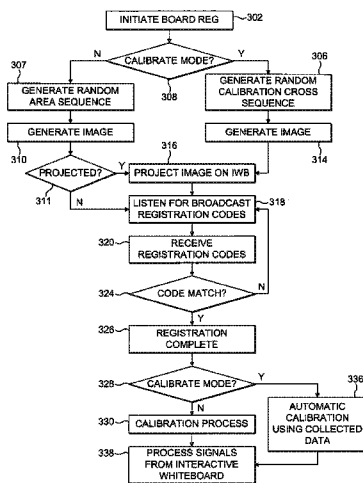 INITIATE BOARD REG
302
N
CALIBRATE MODE?
Y
308
307
GENERATE RANDOM
AREA SEQUENCE
306
GENERATE RANDOM
CALIBRATION CROSS
SEQUENCE
GENERATE IMAGE
310
GENERATE IMAGE
314
PROJECTED?
311
Y
N
316
PROJECT IMAGE ON IWB
LISTEN FOR BROADCAST
REGISTRATION CODES
318
320
RECEIVE
REGISTRATION CODES
324
CODE MATCH?
N
Y
326
REGISTRATION
COMPLETE
328
CALIBRATE MODE?
Y
N
330
CALIBRATION PROCESS
336
AUTOMATIC
CALIBRATION
USING COLLECTED
DATA
338
PROCESS SIGNALS
FROM INTERACTIVE
WHITEBOARD